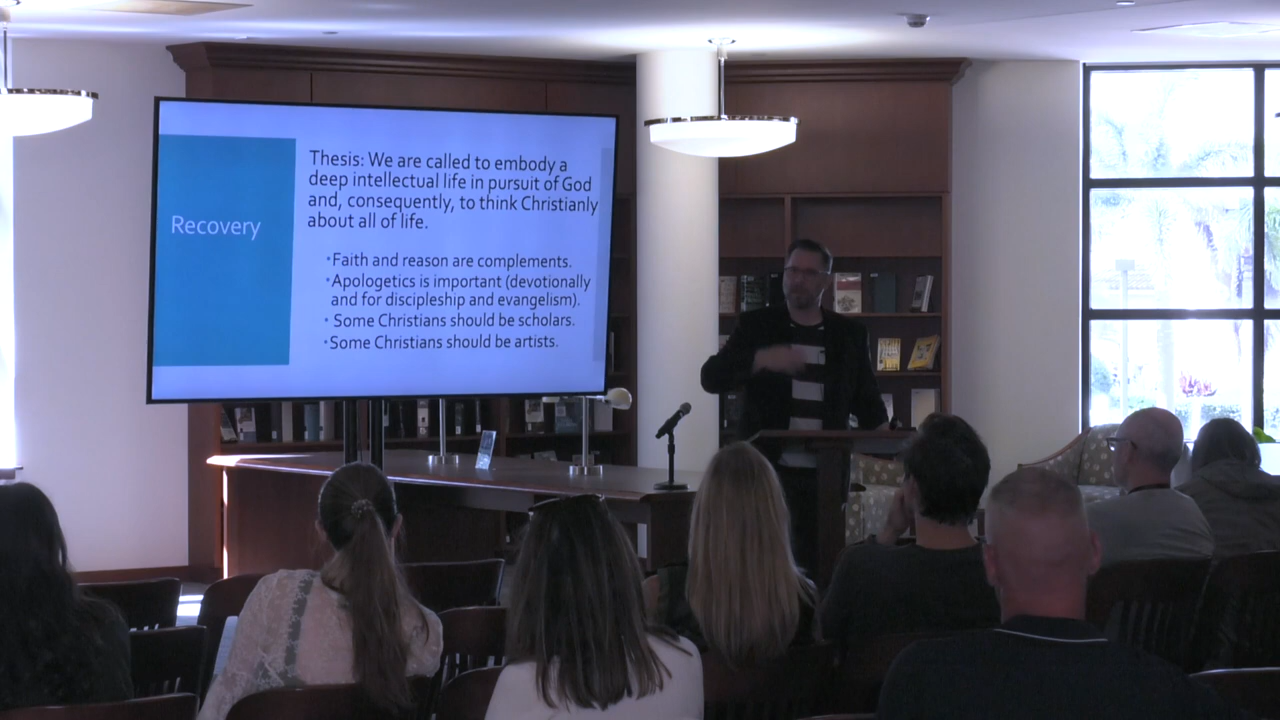 Recovery
Thesis: We are called to embody a
deep intellectual life in pursuit of God
and, consequently, to think Christianly
about all of life.
•Faith and reason are complements.
•Apologetics is important (devotionally
and for discipleship and evangelism).
• Some Christians should be scholars.
•Some Christians should be artists.